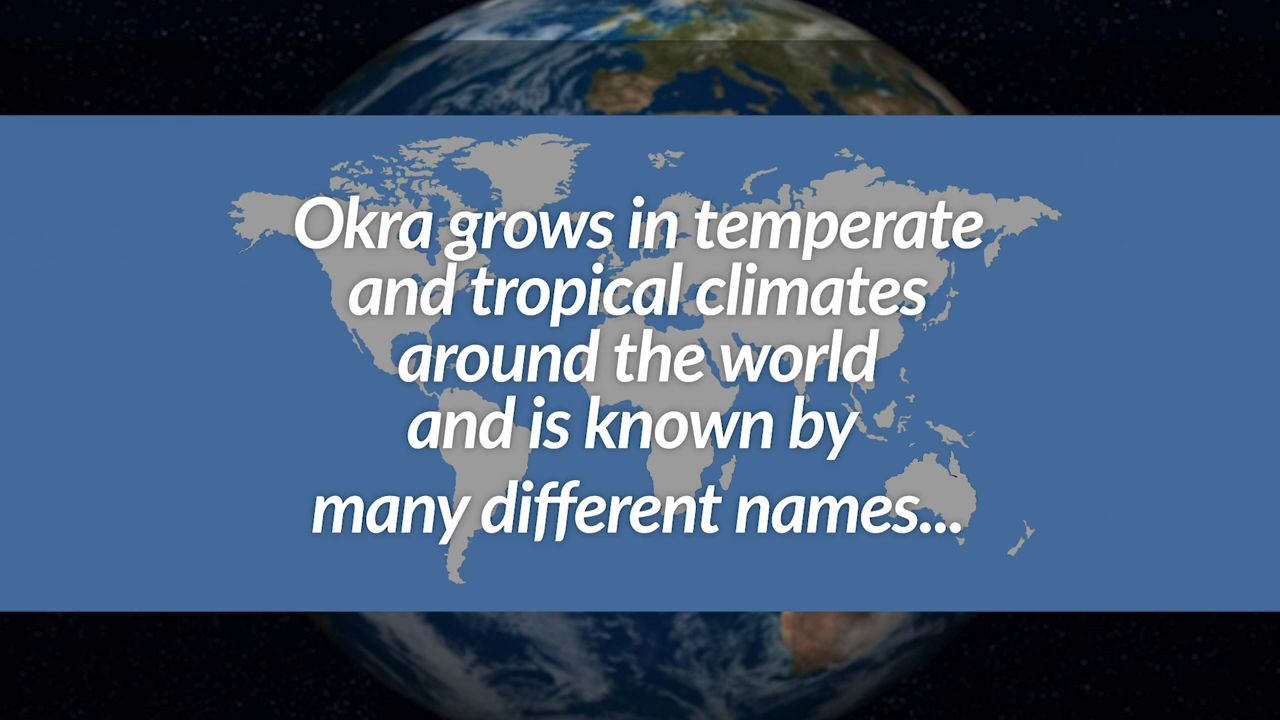 Okra grows in temperate
and tropical climates
around the world
and is known by
many different names...